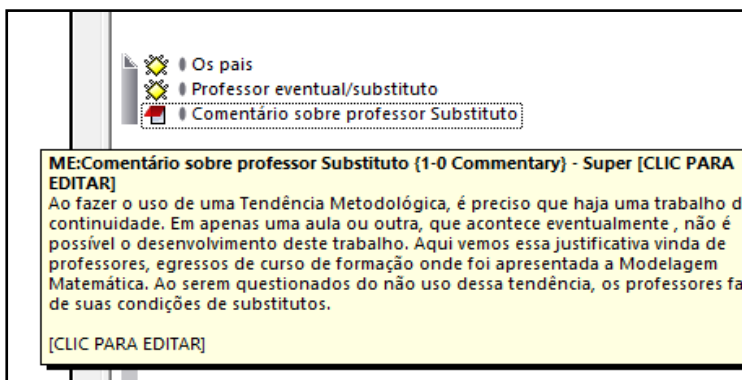 Os pais
Professor eventual/substituto
Comentário sobre professor Substituto
ME:Comentário sobre professor Substituto {1-0 Commentary} - Super [CLIC PARA
EDITAR]
Ao fazer o uso de uma Tendência Metodológica, é preciso que haja uma trabalho d
continuidade. Em apenas uma aula ou outra, que acontece eventualmente , não é
possível o desenvolvimento deste trabalho. Aqui vemos essa justificativa vinda de
professores, egressos de curso de formação onde foi apresentada a Modelagem
Matemática. Ao serem questionados do não uso dessa tendência, os professores fa
de suas condições de substitutos.
[CLIC PARA EDITAR]